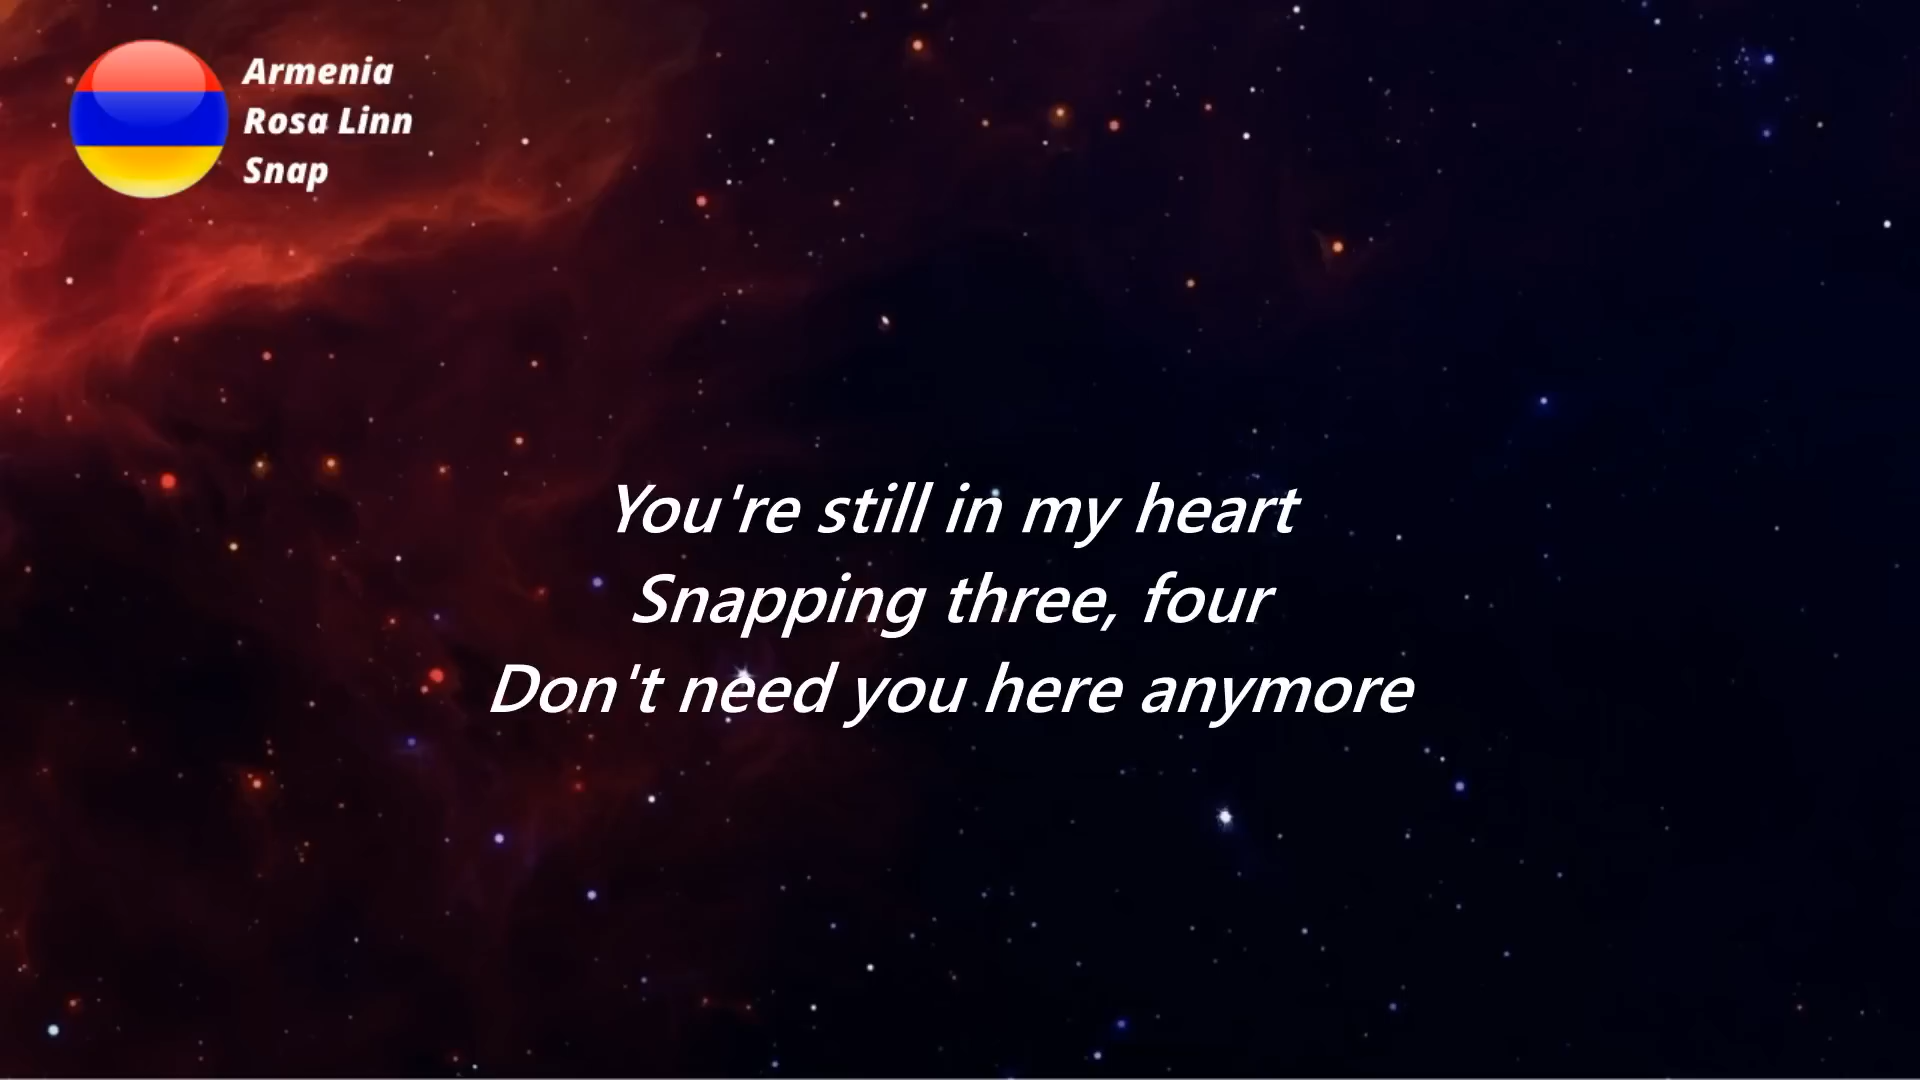 Armenia
Rosa Linn
Snap
You're still in my heart
Snapping three, four
Don't need you here anymore